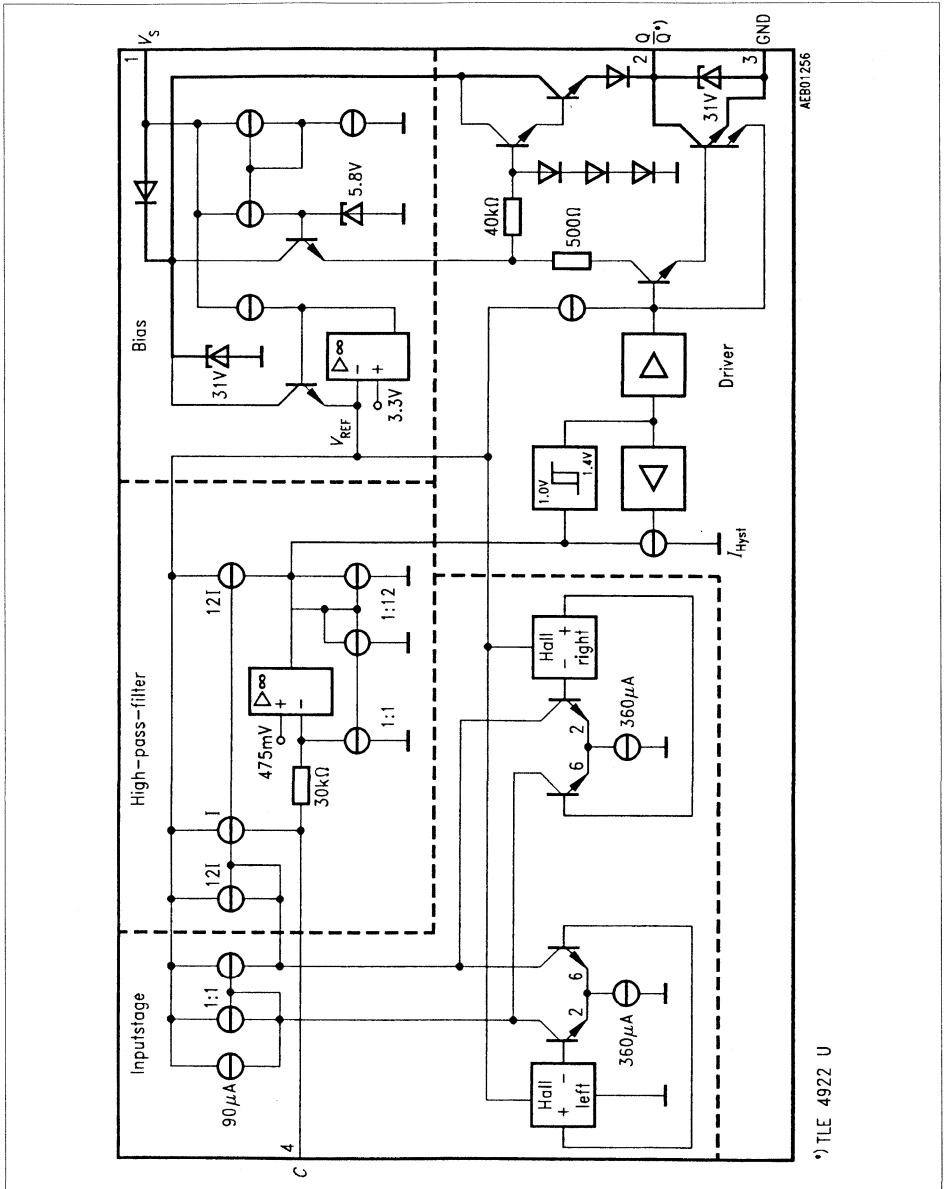 1
V_S
Q
Q̅*)
2
GND
3
AEB01256
Bias
31V
5.8V
V_REF
3.3V
∞
-
+
40kΩ
500Ω
31V
Driver
1.0V
1.4V
I_Hyst
High-pass-filter
12I
I
12I
475mV
∞
+
-
30kΩ
1:1
1:12
Inputstage
90µA
1:1
4
C
Hall
left
+
-
2
6
360µA
Hall
right
-
+
6
2
360µA
*) TLE 4922 U